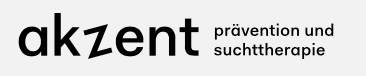 akzent
prävention und
suchttherapie